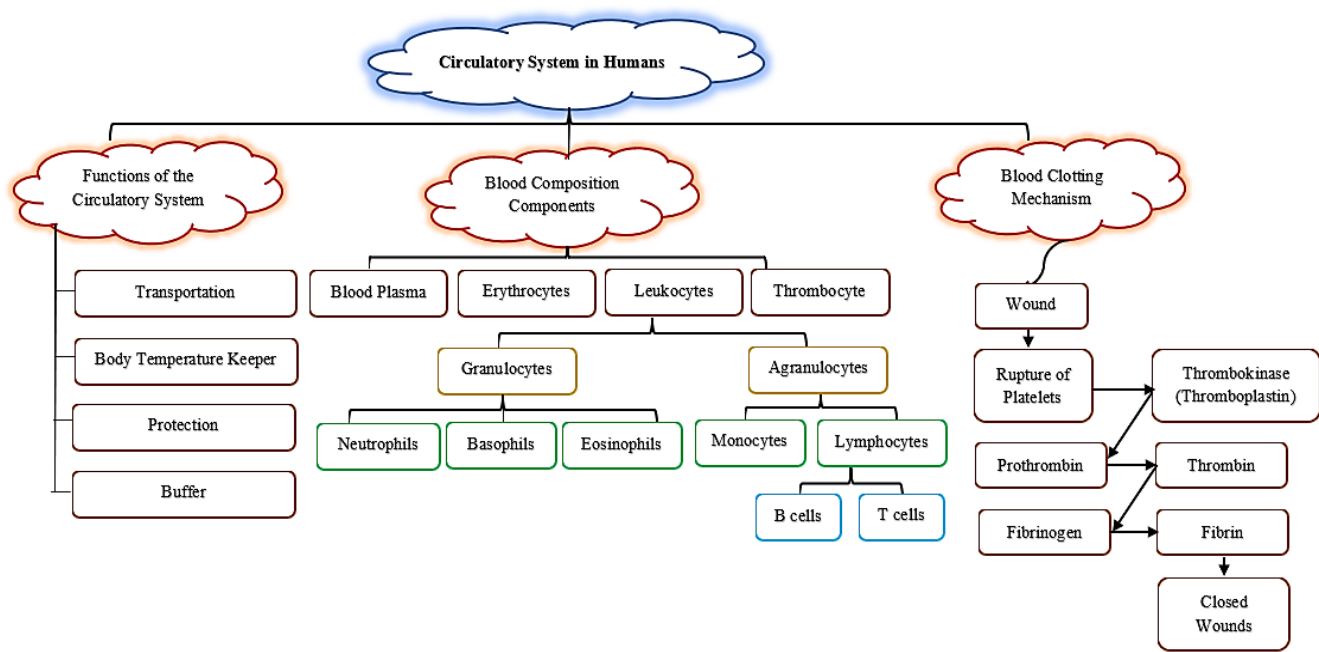 Circulatory System in Humans
Functions of the
Circulatory System
Blood Composition
Components
Blood Clotting
Mechanism
Transportation
Body Temperature Keeper
Protection
Buffer
Blood Plasma
Erythrocytes
Leukocytes
Thrombocyte
Granulocytes
Agranulocytes
Neutrophils
Basophils
Eosinophils
Monocytes
Lymphocytes
B cells
T cells
Wound
Rupture of
Platelets
Thrombokinase
(Thromboplastin)
Prothrombin
Thrombin
Fibrinogen
Fibrin
Closed
Wounds